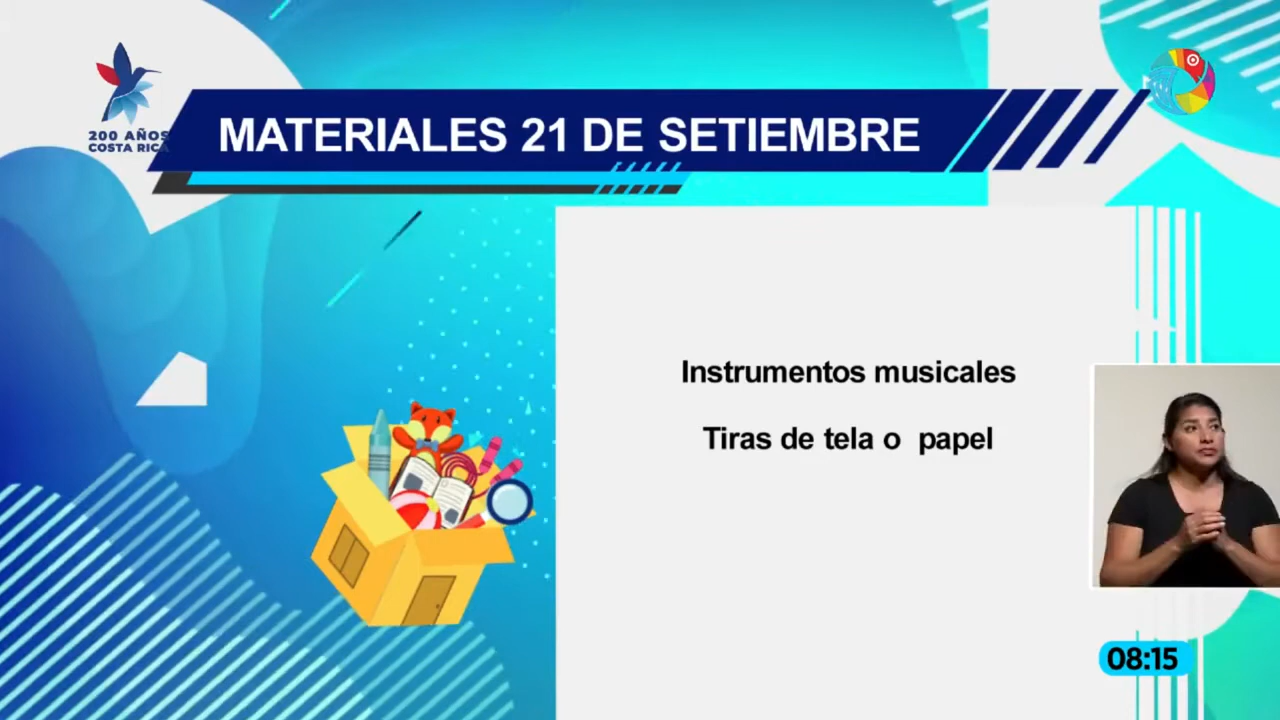 200 AÑOS
COSTA RICA
MATERIALES 21 DE SETIEMBRE
Instrumentos musicales
Tiras de tela o papel
08:15